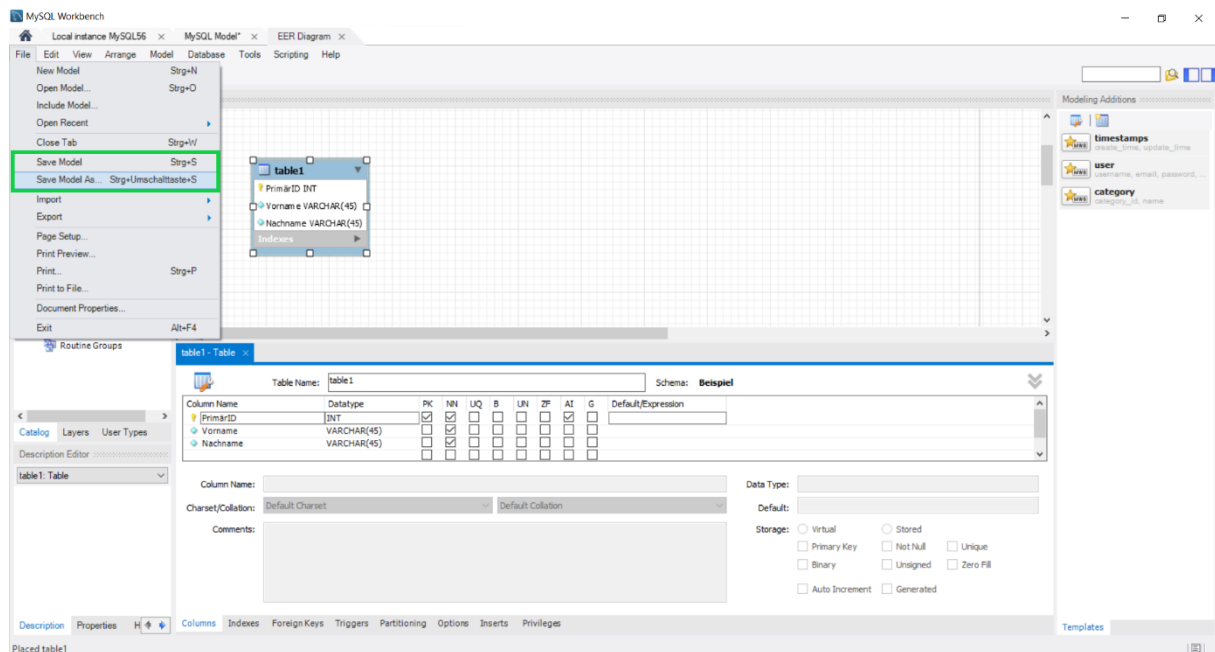 MySQL Workbench
Local instance MySQL56 × MySQL Model* × EER Diagram ×
File Edit View Arrange Model Database Tools Scripting Help
New Model Strg+N
Open Model... Strg+O
Include Model...
Open Recent
Close Tab Strg+W
Save Model Strg+S
Save Model As... Strg+Umschalttaste+S
Import
Export
Page Setup...
Print Preview...
Print... Strg+P
Print to File...
Document Properties...
Exit Alt+F4
table1
PrimärID INT
Vorname VARCHAR(45)
Nachname VARCHAR(45)
Indexes
Modeling Additions
timestamps
create_time, update_time
user
username, email, password, ...
category
category_id, name
Routine Groups
Catalog Layers User Types
Description Editor
table1: Table
Description Properties H
table1 - Table ×
Table Name: table1 Schema: Beispiel
Column Name Datatype PK NN UQ B UN ZF AI G Default/Expression
PrimärID INT
Vorname VARCHAR(45)
Nachname VARCHAR(45)
Column Name: Data Type:
Charset/Collation: Default Charset Default Collation Default:
Comments: Storage: Virtual Stored
Primary Key Not Null Unique
Binary Unsigned Zero Fill
Auto Increment Generated
Columns Indexes Foreign Keys Triggers Partitioning Options Inserts Privileges
Templates
Placed table1